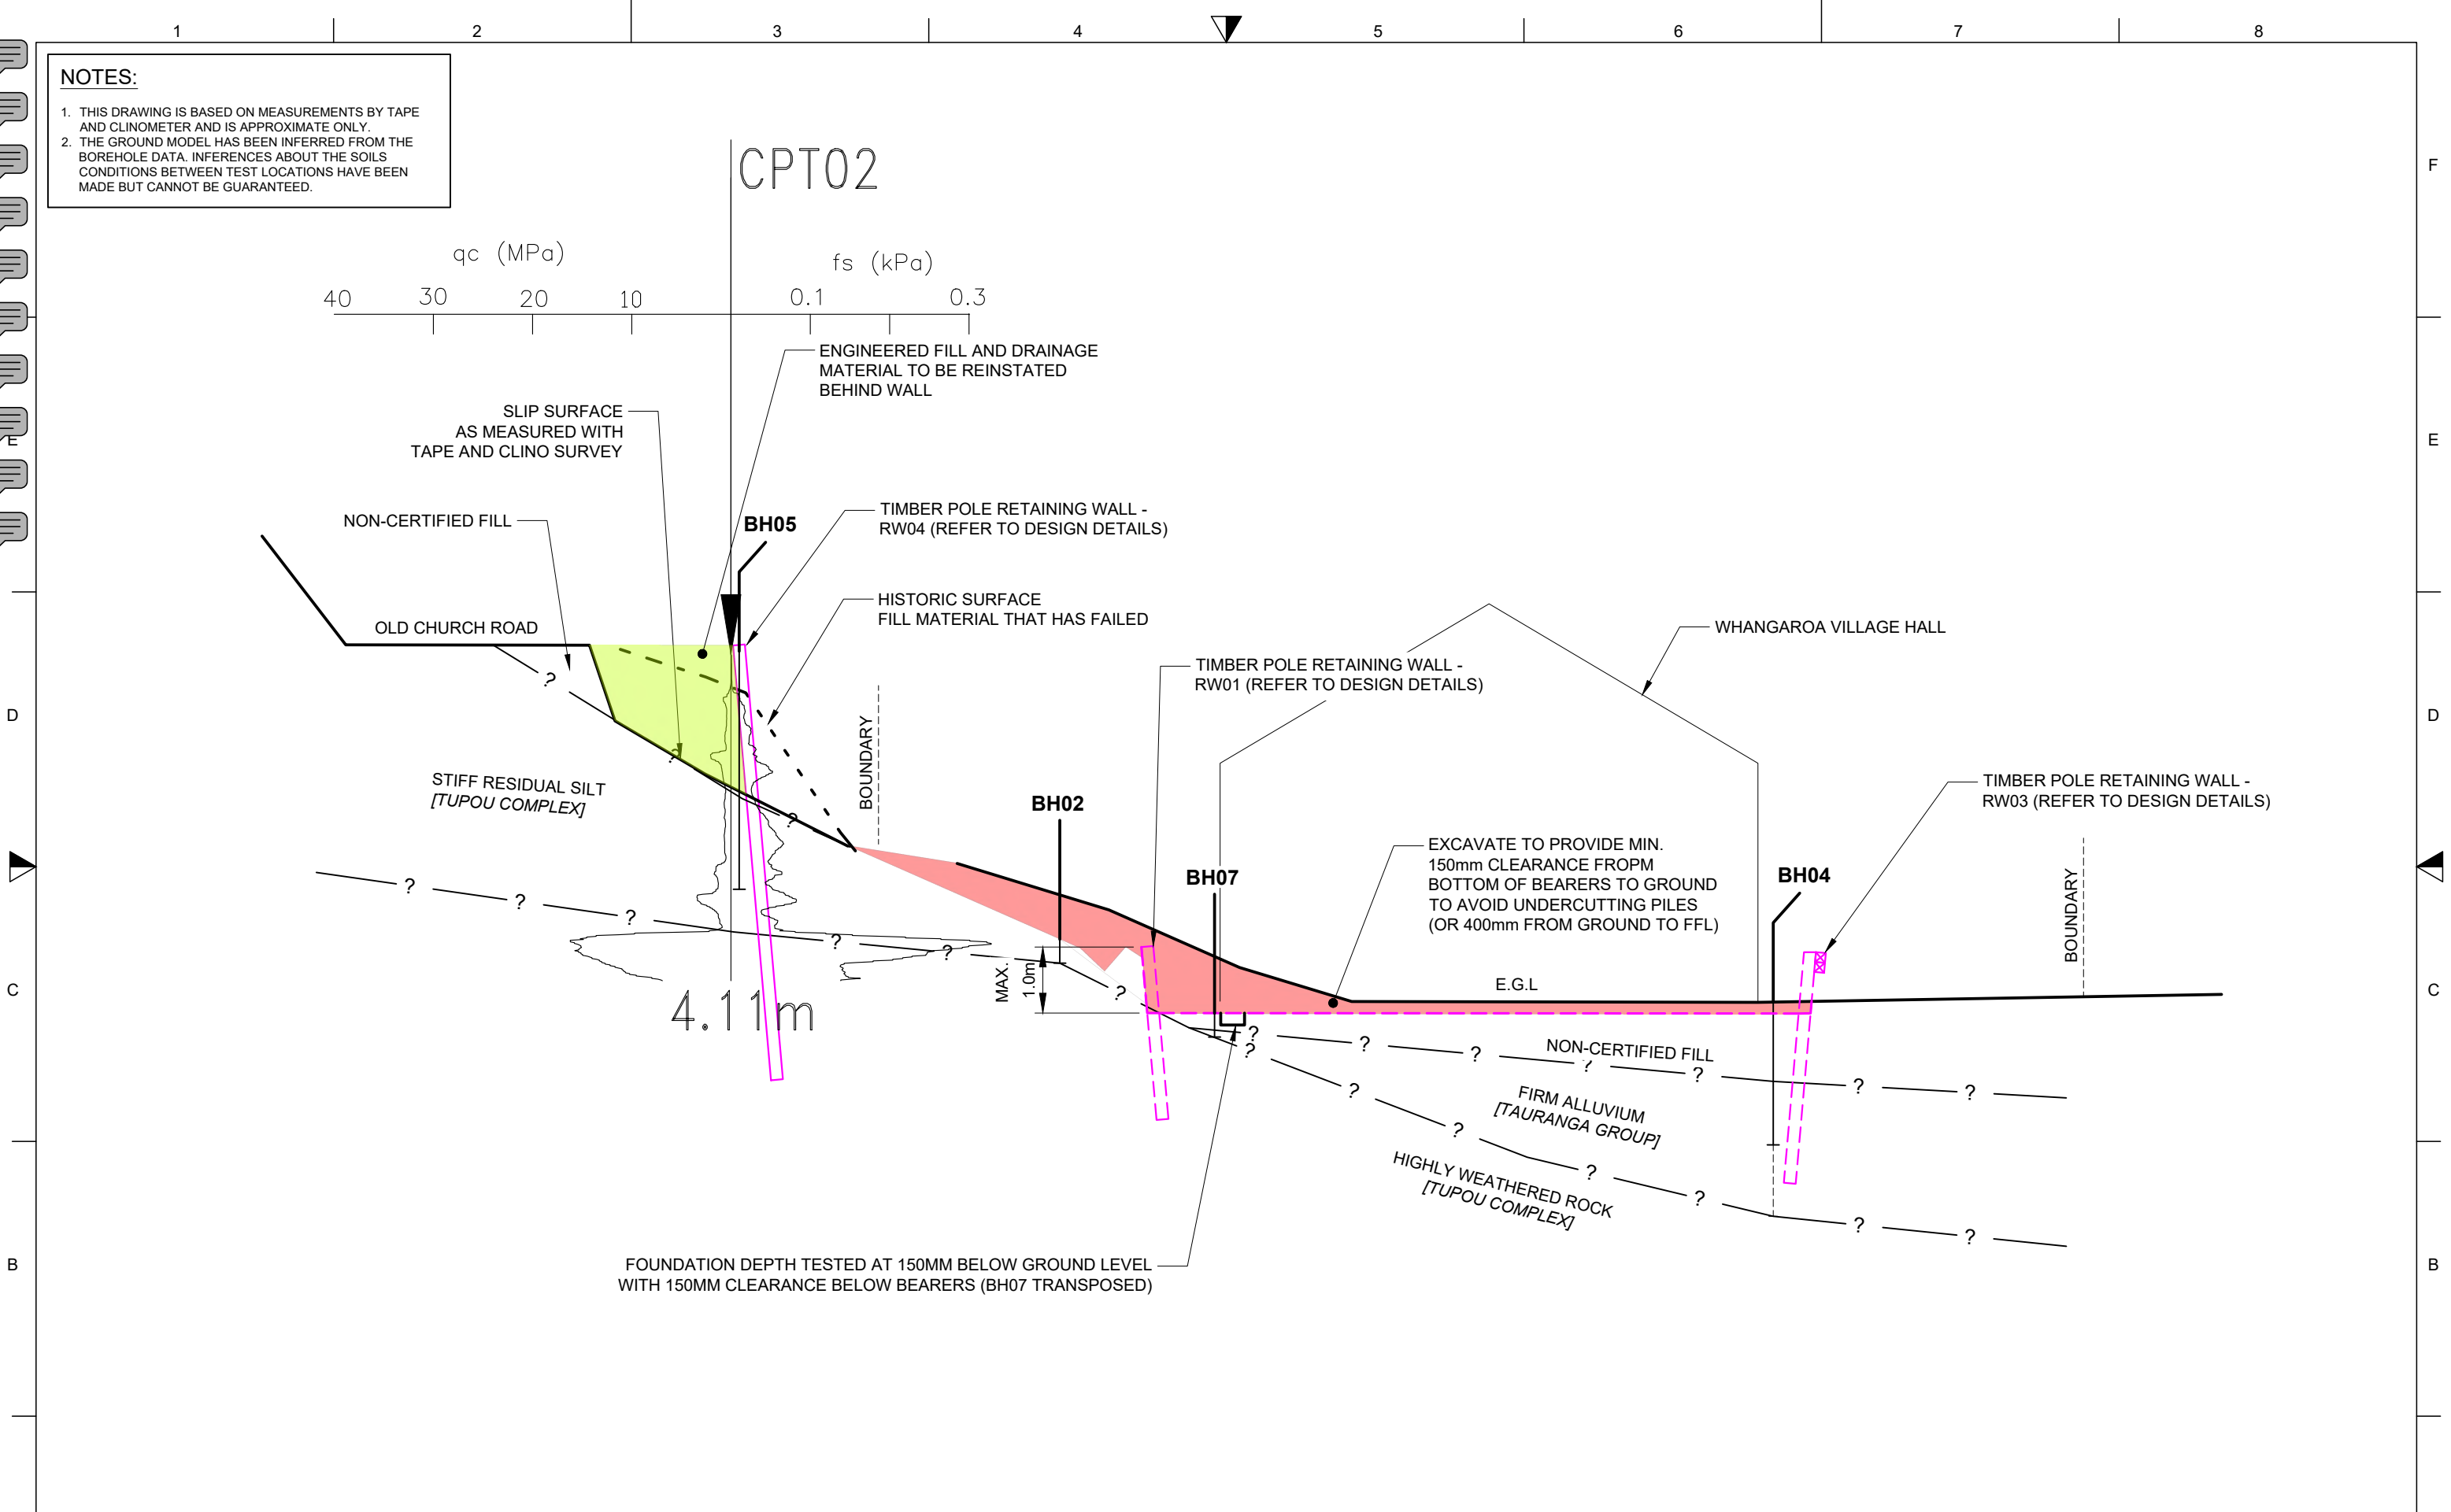 1 2 3 4 5 6 7 8
NOTES:
1. THIS DRAWING IS BASED ON MEASUREMENTS BY TAPE
AND CLINOMETER AND IS APPROXIMATE ONLY.
2. THE GROUND MODEL HAS BEEN INFERRED FROM THE
BOREHOLE DATA. INFERENCES ABOUT THE SOILS
CONDITIONS BETWEEN TEST LOCATIONS HAVE BEEN
MADE BUT CANNOT BE GUARANTEED.
CPT02
F
qc (MPa)
fs (kPa)
40 30 20 10 0.1 0.3
ENGINEERED FILL AND DRAINAGE
MATERIAL TO BE REINSTATED
BEHIND WALL
SLIP SURFACE
AS MEASURED WITH
TAPE AND CLINO SURVEY
E
E
NON-CERTIFIED FILL
BH05
TIMBER POLE RETAINING WALL -
RW04 (REFER TO DESIGN DETAILS)
HISTORIC SURFACE
FILL MATERIAL THAT HAS FAILED
OLD CHURCH ROAD
WHANGAROA VILLAGE HALL
TIMBER POLE RETAINING WALL -
RW01 (REFER TO DESIGN DETAILS)
?
D
D
?
BOUNDARY
STIFF RESIDUAL SILT
[TUPOU COMPLEX]
?
BH02
TIMBER POLE RETAINING WALL -
RW03 (REFER TO DESIGN DETAILS)
EXCAVATE TO PROVIDE MIN.
150mm CLEARANCE FROPM
BOTTOM OF BEARERS TO GROUND
TO AVOID UNDERCUTTING PILES
(OR 400mm FROM GROUND TO FFL)
BH07
BH04
BOUNDARY
? ? ? ? ? ?
MAX.
1.0m
E.G.L
C
C
4.11m
? ? ? ? ? ? ?
NON-CERTIFIED FILL
FIRM ALLUVIUM
[TAURANGA GROUP]
? ? ? ? ? ? ?
HIGHLY WEATHERED ROCK
[TUPOU COMPLEX]
B
B
FOUNDATION DEPTH TESTED AT 150MM BELOW GROUND LEVEL
WITH 150MM CLEARANCE BELOW BEARERS (BH07 TRANSPOSED)